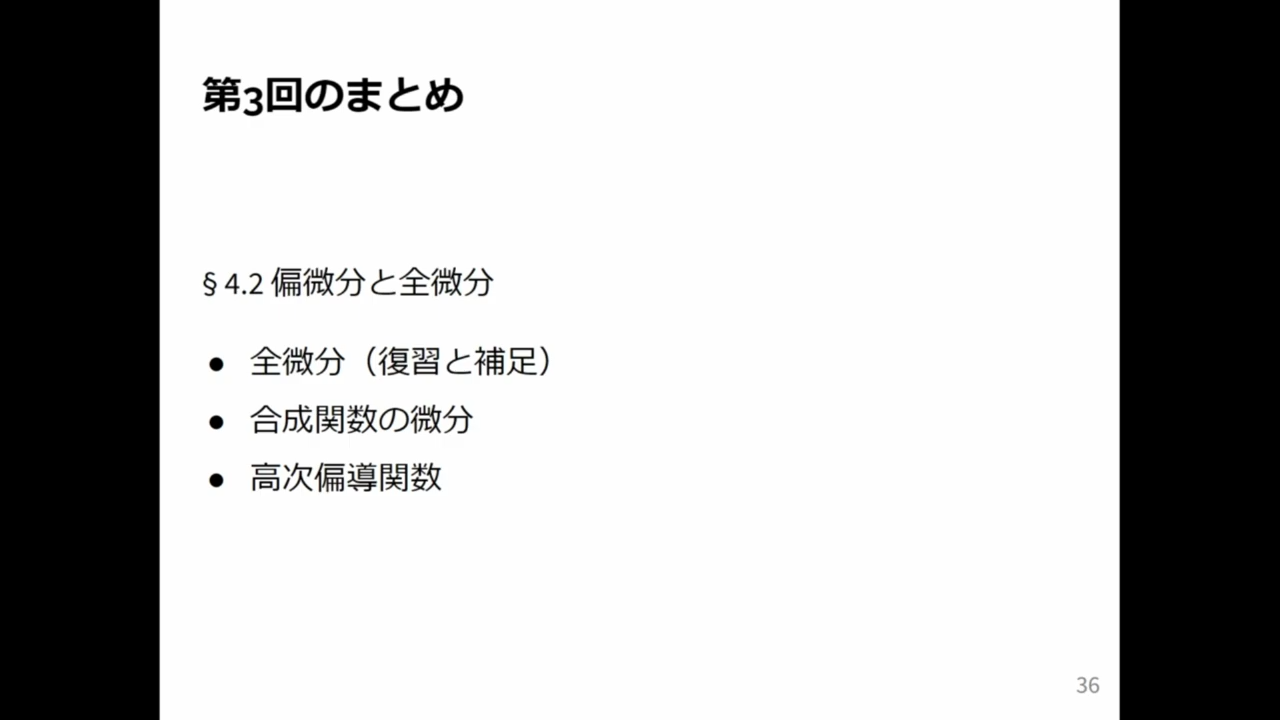 第3回のまとめ
§ 4.2 偏微分と全微分
● 全微分（復習と補足）
● 合成関数の微分
● 高次偏導関数
36